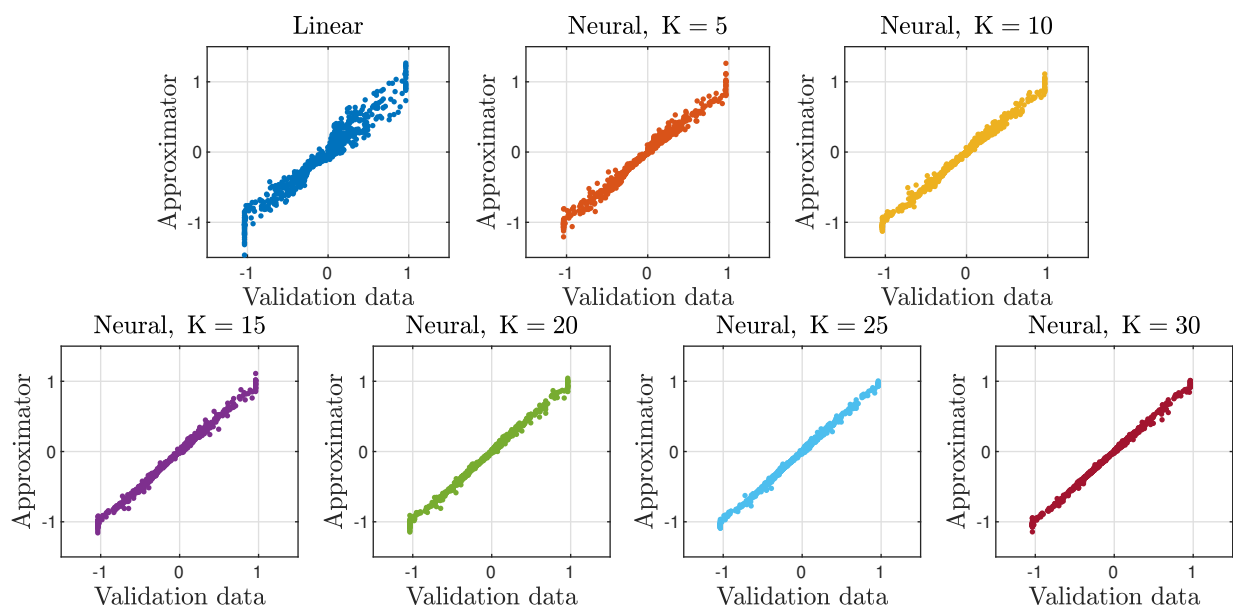 Linear
Neural, K = 5
Neural, K = 10
Approximator
1
0
-1
-1 0 1
Validation data
Approximator
1
0
-1
-1 0 1
Validation data
Approximator
1
0
-1
-1 0 1
Validation data
Neural, K = 15
Neural, K = 20
Neural, K = 25
Neural, K = 30
Approximator
1
0
-1
-1 0 1
Validation data
Approximator
1
0
-1
-1 0 1
Validation data
Approximator
1
0
-1
-1 0 1
Validation data
Approximator
1
0
-1
-1 0 1
Validation data